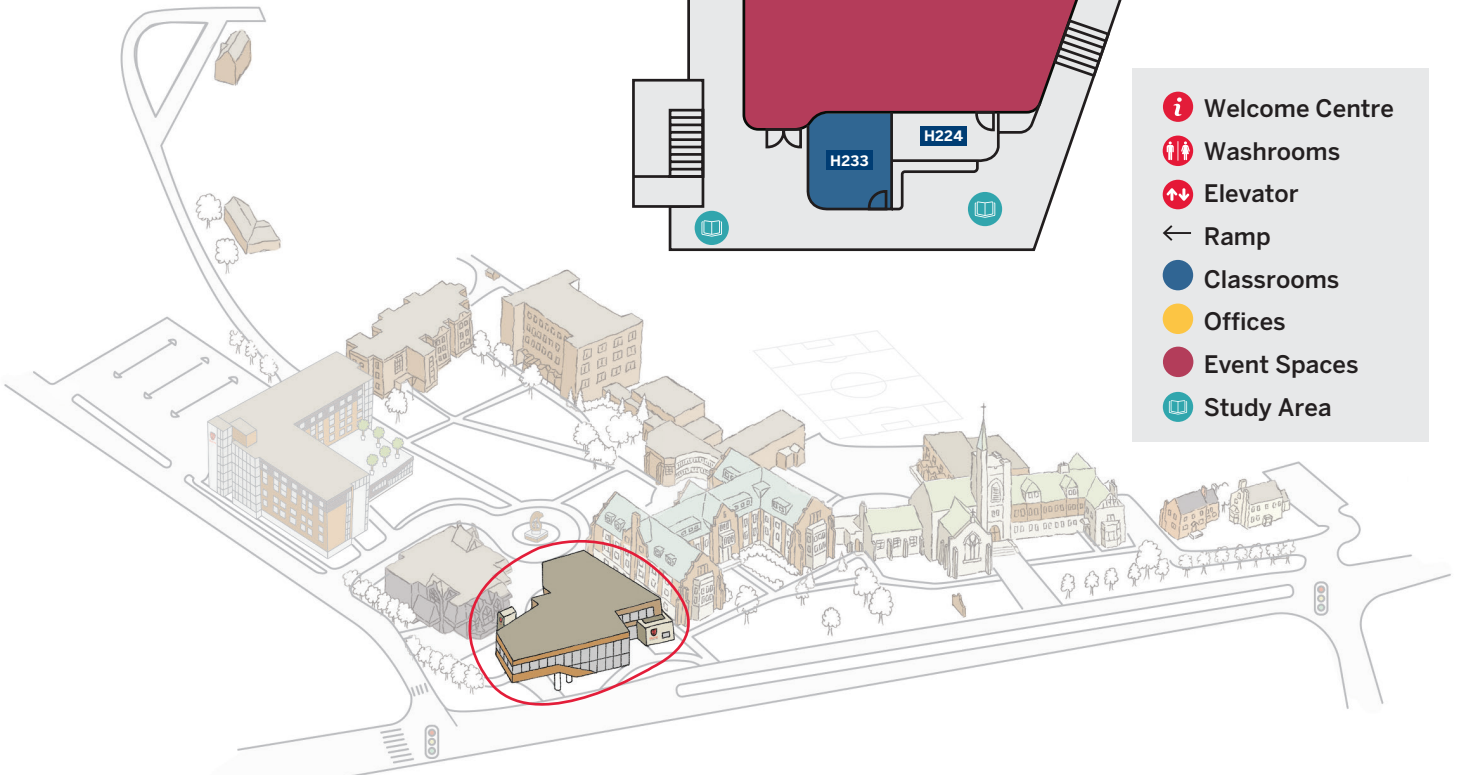 H224
H233
Welcome Centre
Washrooms
Elevator
Ramp
Classrooms
Offices
Event Spaces
Study Area